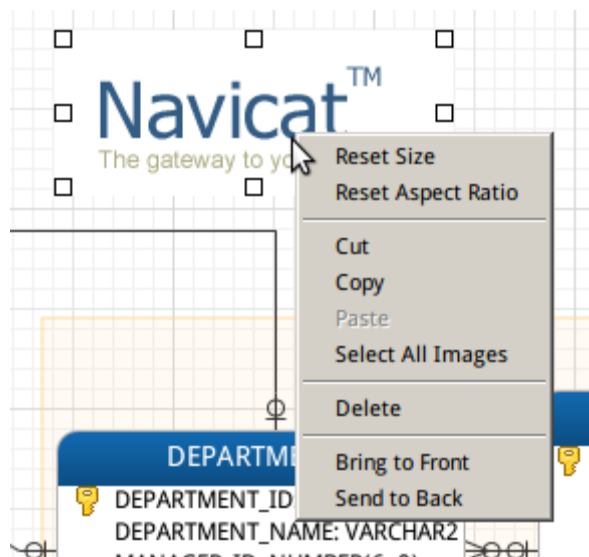 Navicat™
The gateway to yo
Reset Size
Reset Aspect Ratio
Cut
Copy
Paste
Select All Images
Delete
Bring to Front
Send to Back
DEPARTME
DEPARTMENT_ID
DEPARTMENT_NAME: VARCHAR2